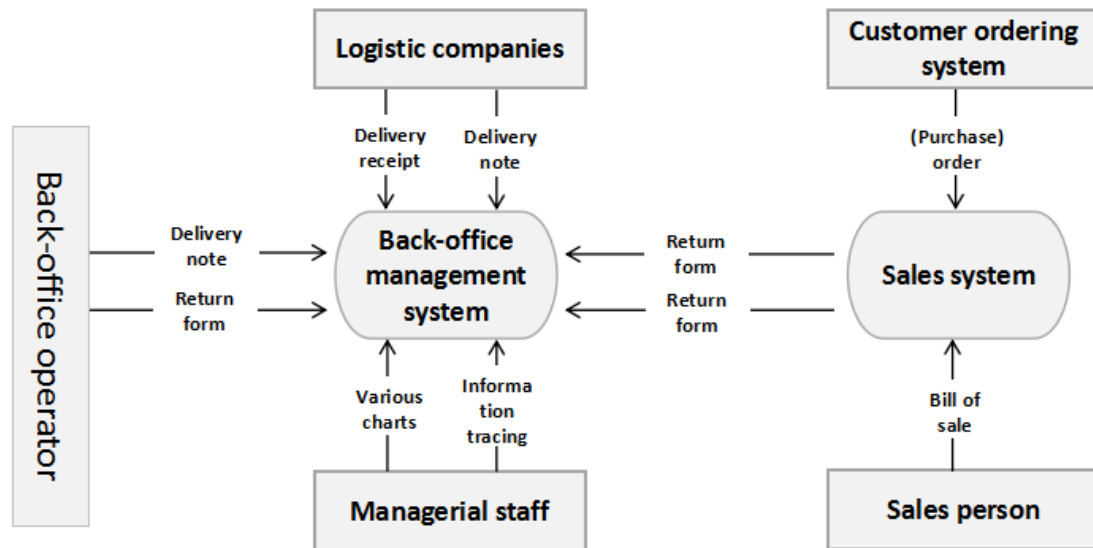 Logistic companies
Customer ordering
system
Delivery
receipt
Delivery
note
(Purchase)
order
Back-office operator
Delivery
note
Return
form
Back-office
management
system
Return
form
Return
form
Sales system
Various
charts
Informa
tion
tracing
Bill of
sale
Managerial staff
Sales person